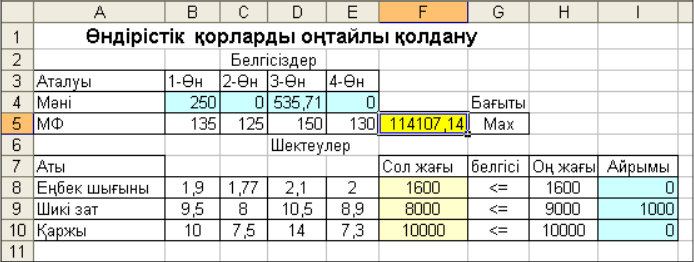 A B C D E F G H I
1 Өндірістік қорларды оңтайлы қолдану
2 Белгісіздер
3 Аталуы 1-Өн 2-Өн 3-Өн 4-Өн
4 Мәні 250 0 535,71 0 Бағыты
5 МФ 135 125 150 130 114107,14 Max
6 Шектеулер
7 Аты Сол жағы белгісі Оң жағы Айрымы
8 Еңбек шығыны 1,9 1,77 2,1 2 1600 <= 1600 0
9 Шикі зат 9,5 8 10,5 8,9 8000 <= 9000 1000
10 Қаржы 10 7,5 14 7,3 10000 <= 10000 0
11